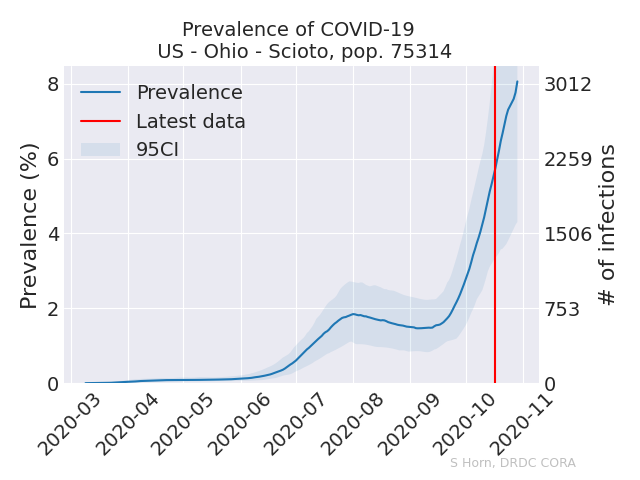 Prevalence of COVID-19
US - Ohio - Scioto, pop. 75314
Prevalence
Latest data
95CI
Prevalence (%)
8
6
4
2
0
3012
2259
1506
753
0
# of infections
2020-03
2020-04
2020-05
2020-06
2020-07
2020-08
2020-09
2020-10
2020-11
S Horn, DRDC CORA